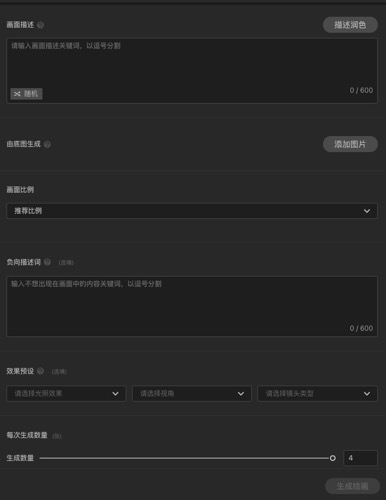 画面描述
描述润色
请输入画面描述关键词，以逗号分割
随机
0 / 600
由底图生成
添加图片
画面比例
推荐比例
负向描述词 (选填)
输入不想出现在画面中的内容关键词，以逗号分割
0 / 600
效果预设 (选填)
请选择光照效果 请选择视角 请选择镜头类型
每次生成数量 (张)
生成数量 4
生成绘画